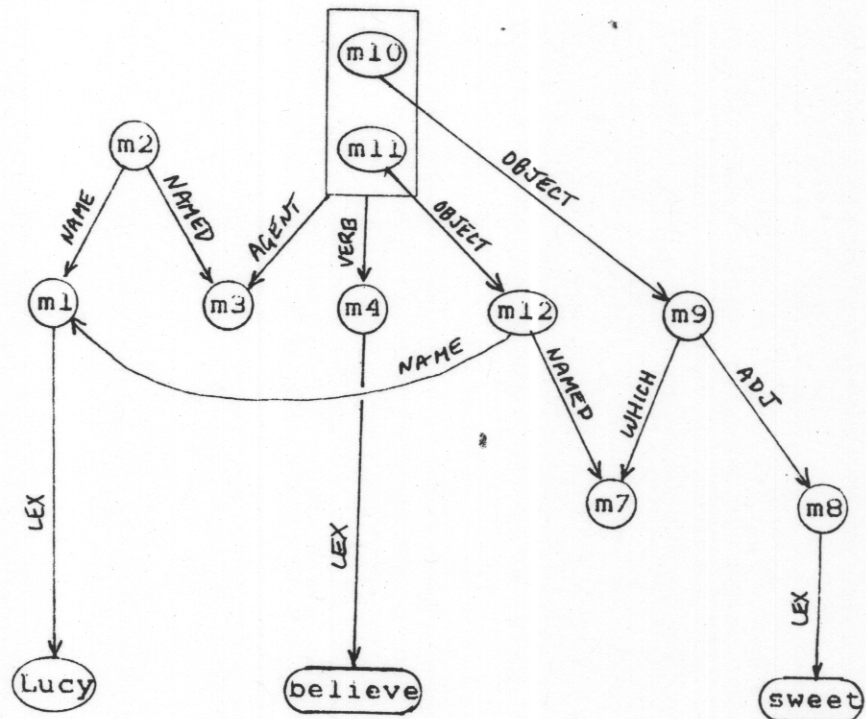 m10
m2
m11
OBJECT
NAME
NAMED
AGENT
VERB
OBJECT
m1
m3
m4
m12
m9
NAME
NAMED
WHICH
ADJ
m7
m8
LEX
LEX
LEX
Lucy
believe
sweet